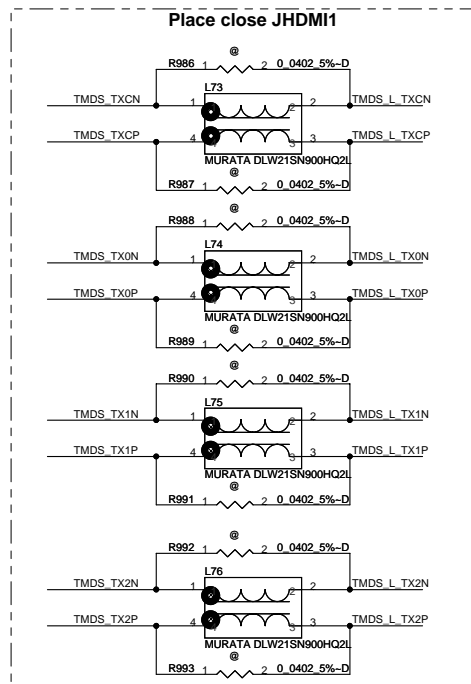 Place close JHDMI1
@
R986 1 2 0_0402_5%~D
L73
TMDS_TXCN 1 2 2 TMDS_L_TXCN
TMDS_TXCP 4 3 3 TMDS_L_TXCP
MURATA DLW21SN900HQ2L
@
R987 1 2 0_0402_5%~D
@
R988 1 2 0_0402_5%~D
L74
TMDS_TX0N 1 2 2 TMDS_L_TX0N
TMDS_TX0P 4 3 3 TMDS_L_TX0P
MURATA DLW21SN900HQ2L
@
R989 1 2 0_0402_5%~D
@
R990 1 2 0_0402_5%~D
L75
TMDS_TX1N 1 2 2 TMDS_L_TX1N
TMDS_TX1P 4 3 3 TMDS_L_TX1P
MURATA DLW21SN900HQ2L
@
R991 1 2 0_0402_5%~D
@
R992 1 2 0_0402_5%~D
L76
TMDS_TX2N 1 2 2 TMDS_L_TX2N
TMDS_TX2P 4 3 3 TMDS_L_TX2P
MURATA DLW21SN900HQ2L
@
R993 1 2 0_0402_5%~D